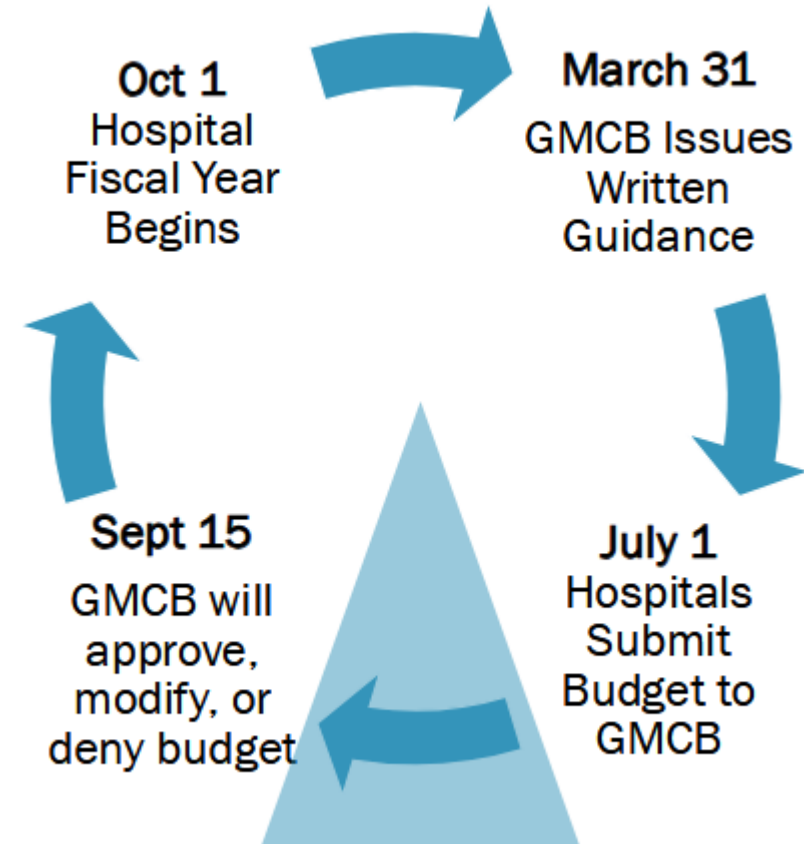 Oct 1
Hospital
Fiscal Year
Begins
March 31
GMCB Issues
Written
Guidance
July 1
Hospitals
Submit
Budget to
GMCB
Sept 15
GMCB will
approve,
modify, or
deny budget